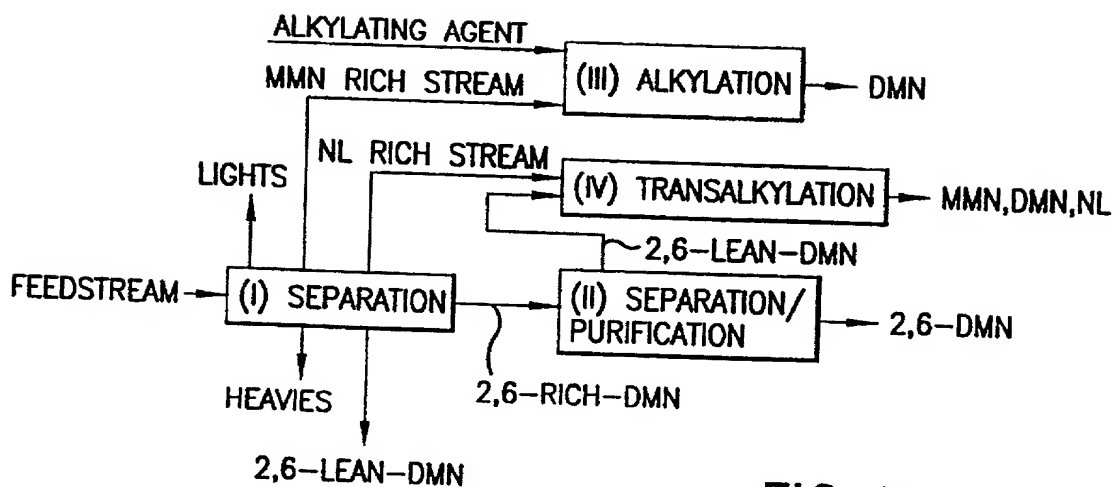 ALKYLATING AGENT
(III) ALKYLATION
DMN
MMN RICH STREAM
NL RICH STREAM
LIGHTS
(IV) TRANSALKYLATION
MMN,DMN,NL
2,6-LEAN-DMN
FEEDSTREAM
(I) SEPARATION
(II) SEPARATION/
PURIFICATION
2,6-DMN
HEAVIES
2,6-RICH-DMN
2,6-LEAN-DMN